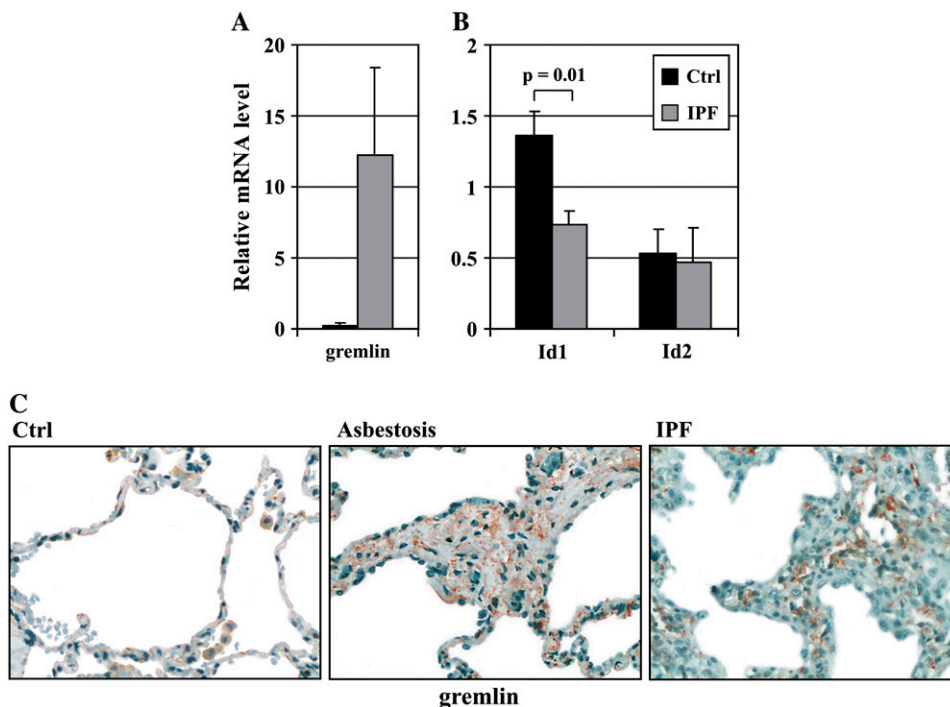 A
B
Relative mRNA level
20
15
10
5
0
gremlin
2
1.5
1
0.5
0
p = 0.01
Ctrl
IPF
Id1
Id2
C
Ctrl
Asbestosis
IPF
gremlin